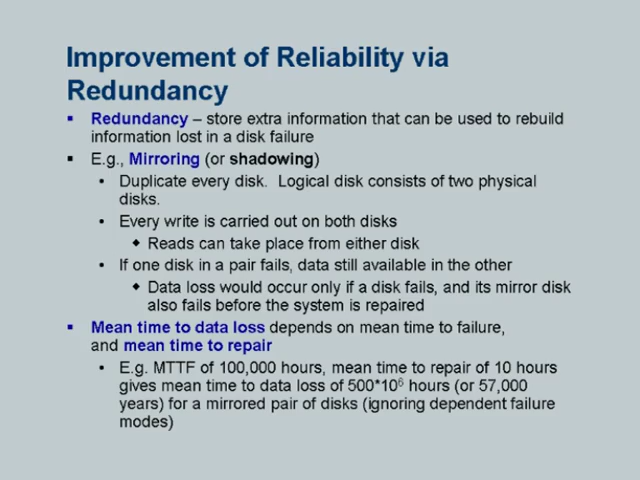 Improvement of Reliability via
Redundancy
▪ Redundancy – store extra information that can be used to rebuild
information lost in a disk failure
▪ E.g., Mirroring (or shadowing)
• Duplicate every disk. Logical disk consists of two physical
disks.
• Every write is carried out on both disks
◆ Reads can take place from either disk
• If one disk in a pair fails, data still available in the other
◆ Data loss would occur only if a disk fails, and its mirror disk
also fails before the system is repaired
▪ Mean time to data loss depends on mean time to failure,
and mean time to repair
• E.g. MTTF of 100,000 hours, mean time to repair of 10 hours
gives mean time to data loss of 500*10⁶ hours (or 57,000
years) for a mirrored pair of disks (ignoring dependent failure
modes)